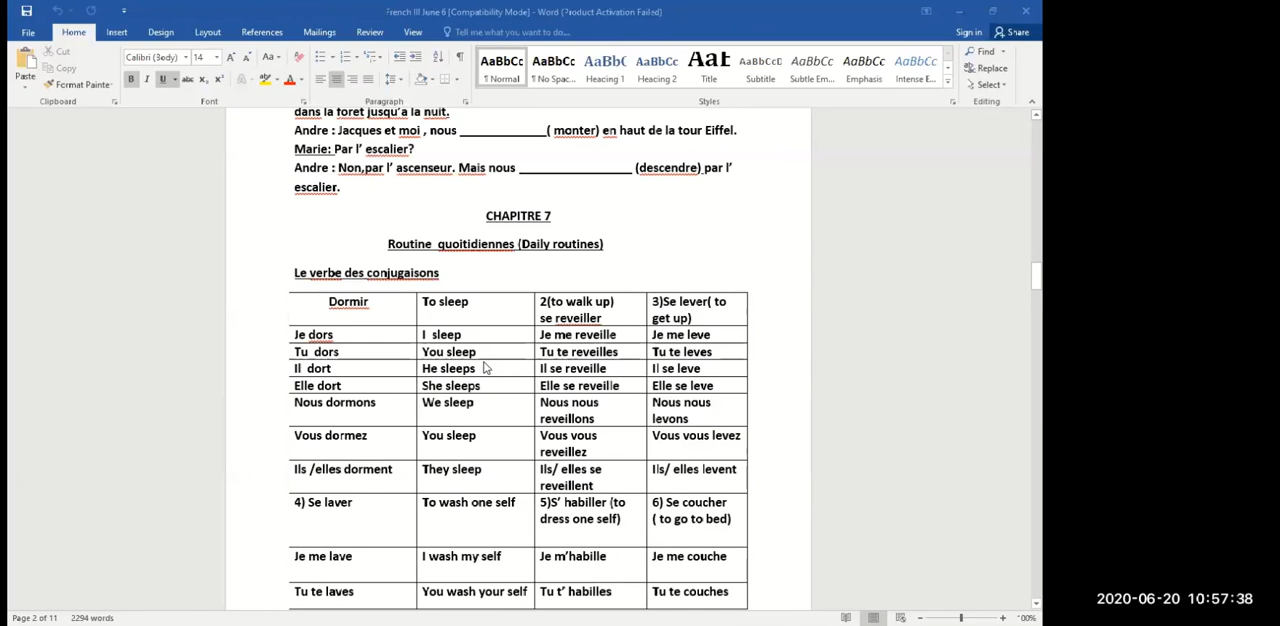 French III June 6 [Compatibility Mode] - Word (Product Activation Failed)
File Home Insert Design Layout References Mailings Review View Tell me what you want to do... Sign in Share
Paste Cut Copy Format Painter
Calibri (Body) 14
AaBbCc AaBbCc AaBbC AaBbCc AaBt AaBbCcD AaBbCcC AaBbCc AaBbCc
¶ Normal ¶ No Spac... Heading 1 Heading 2 Title Subtitle Subtle Em... Emphasis Intense E...
Find Replace Select
Clipboard Font Paragraph Styles Editing
dans la foret jusqu'a la nuit.
Andre : Jacques et moi , nous ____________( monter) en haut de la tour Eiffel.
Marie: Par l' escalier?
Andre : Non,par l' ascenseur. Mais nous ________________ (descendre) par l'
escalier.
CHAPITRE 7
Routine quoitidiennes (Daily routines)
Le verbe des conjugaisons
Dormir To sleep 2(to walk up) se reveiller 3)Se lever( to get up)
Je dors I sleep Je me reveille Je me leve
Tu dors You sleep Tu te reveilles Tu te leves
Il dort He sleeps Il se reveille Il se leve
Elle dort She sleeps Elle se reveille Elle se leve
Nous dormons We sleep Nous nous reveillons Nous nous levons
Vous dormez You sleep Vous vous reveillez Vous vous levez
Ils /elles dorment They sleep Ils/ elles se reveillent Ils/ elles levent
4) Se laver To wash one self 5)S' habiller (to dress one self) 6) Se coucher ( to go to bed)
Je me lave I wash my self Je m'habille Je me couche
Tu te laves You wash your self Tu t' habilles Tu te couches
Page 2 of 11 2294 words 100%
2020-06-20 10:57:38